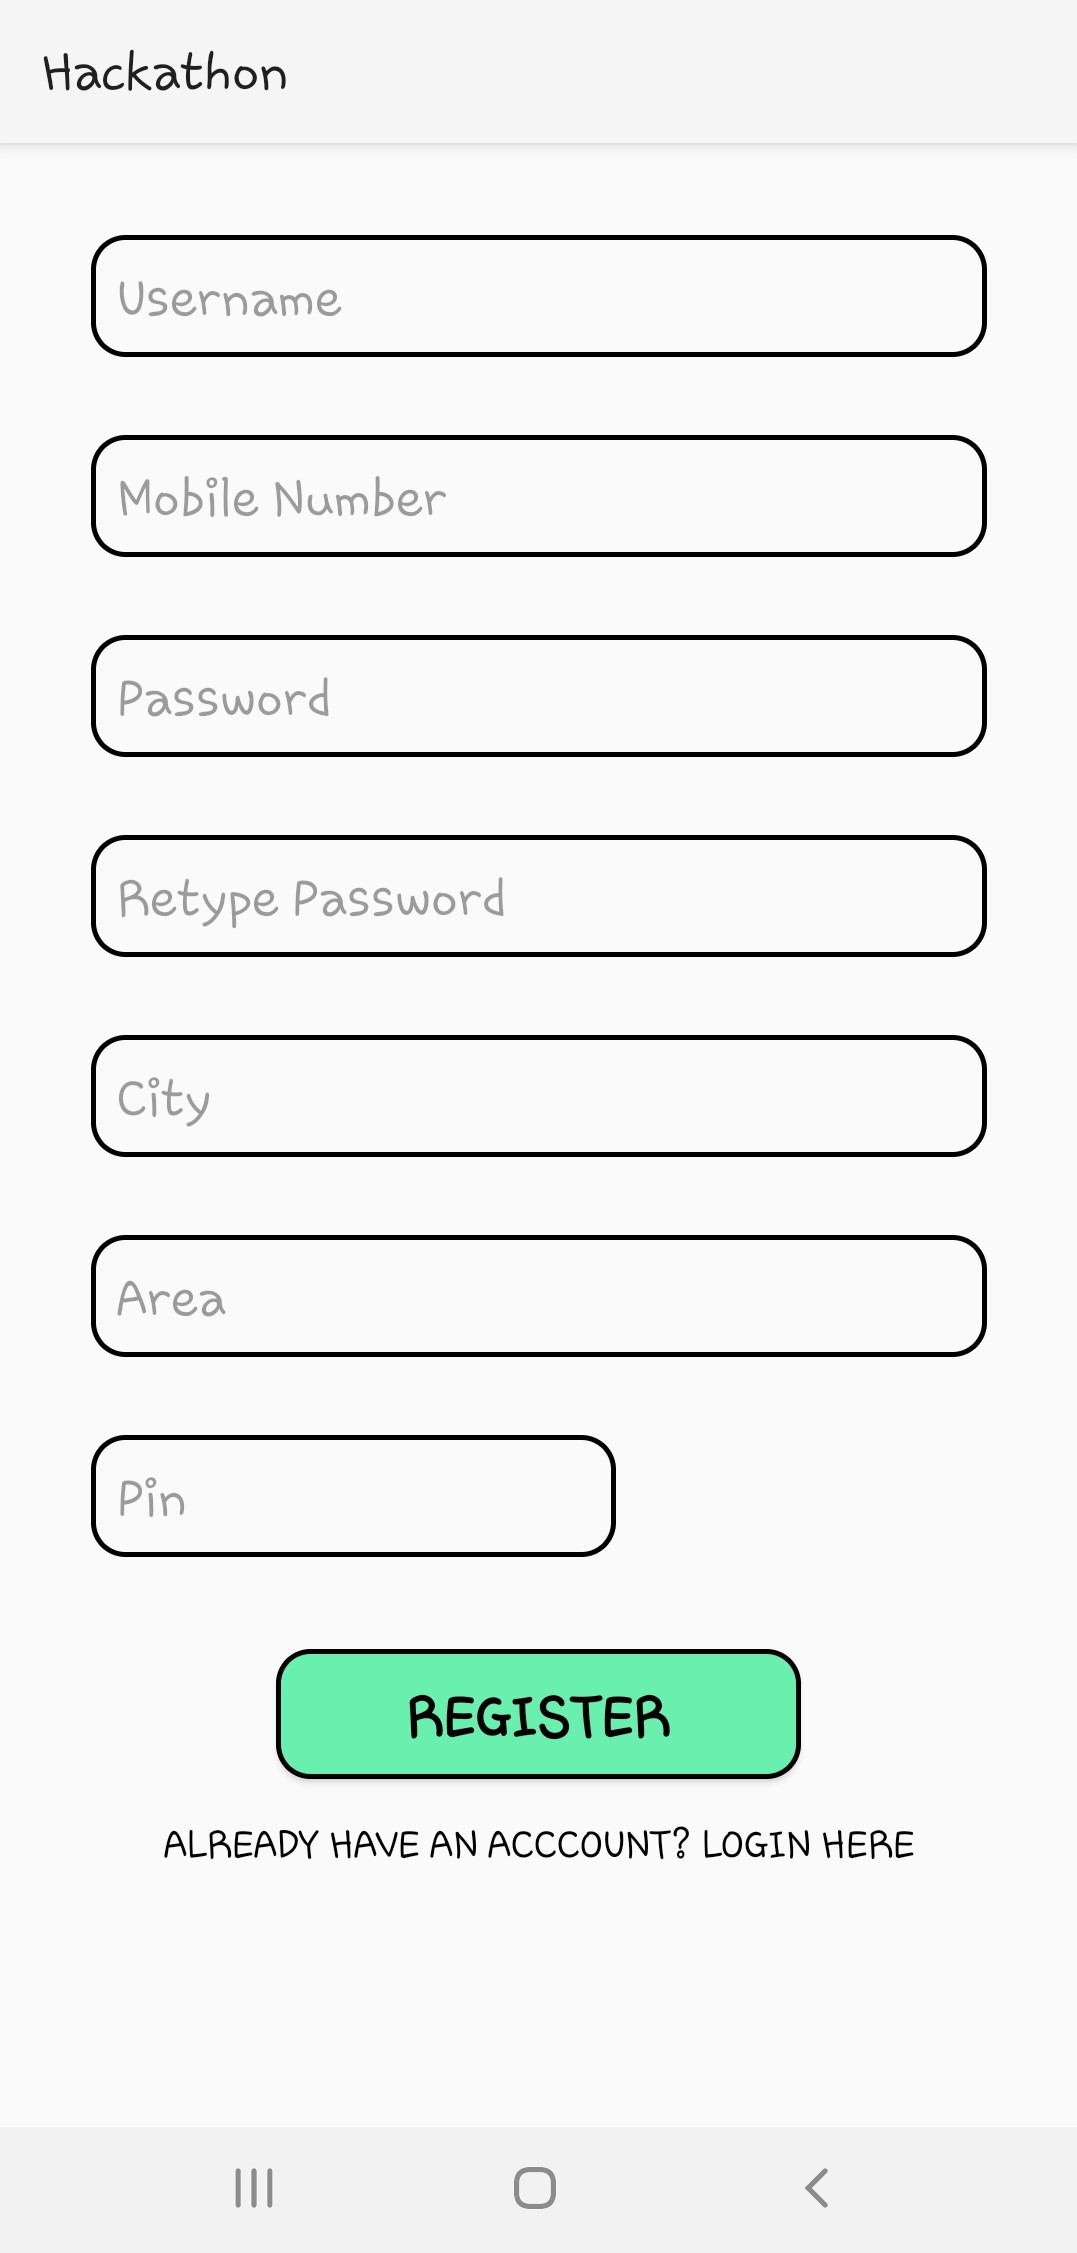 Hackathon
Username
Mobile Number
Password
Retype Password
City
Area
Pin
REGISTER
ALREADY HAVE AN ACCCOUNT? LOGIN HERE